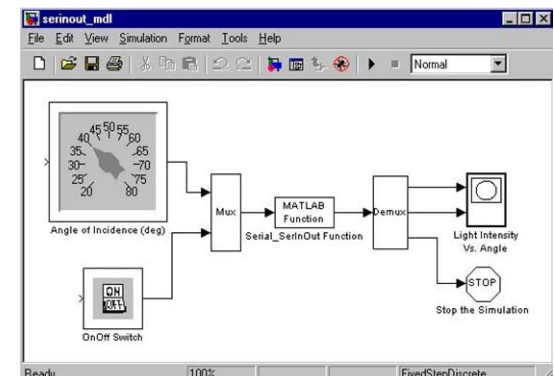 serinout_mdl
File Edit View Simulation Format Tools Help
Normal
45 50 55
40 60
35 65
30 70
25 75
20 80
Angle of Incidence (deg)
Mux
MATLAB
Function
Serial_SerInOut Function
Demux
Light Intensity
Vs. Angle
ON
OFF
OnOff Switch
STOP
Stop the Simulation
Ready 100% FixedStepDiscrete